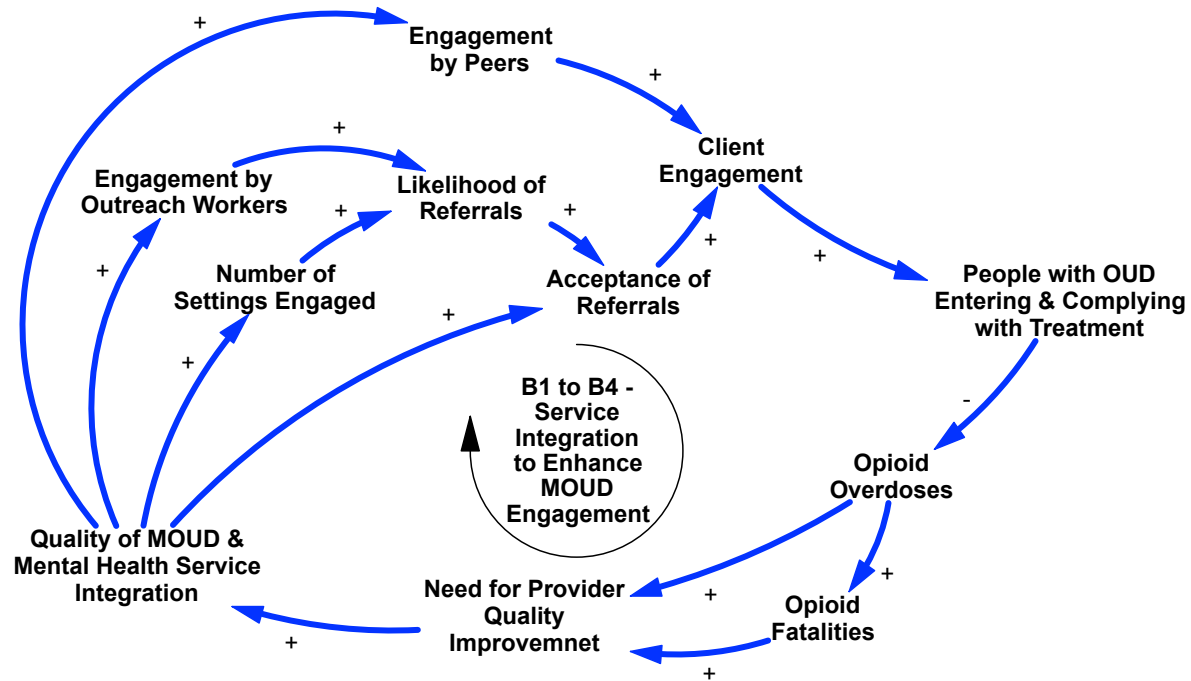 +
Engagement
by Peers
+
+
Client
Engagement
Engagement by
Outreach Workers
Likelihood of
Referrals
+
+
+
+
+
Number of
Settings Engaged
Acceptance of
Referrals
People with OUD
Entering & Complying
with Treatment
+
+
-
B1 to B4 -
Service
Integration
to Enhance
MOUD
Engagement
Opioid
Overdoses
Quality of MOUD &
Mental Health Service
Integration
Need for Provider
Quality
Improvemnet
+
+
Opioid
Fatalities
+
+